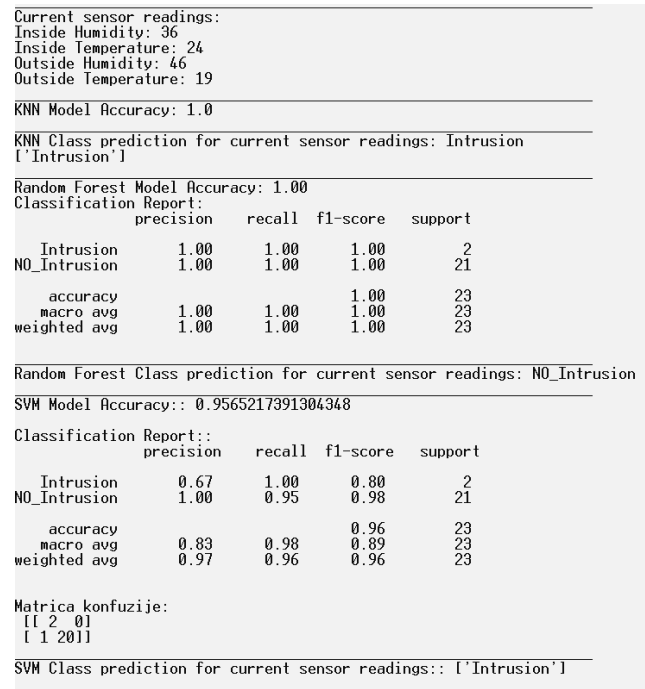 Current sensor readings:
Inside Humidity: 36
Inside Temperature: 24
Outside Humidity: 46
Outside Temperature: 19
KNN Model Accuracy: 1.0
KNN Class prediction for current sensor readings: Intrusion
['Intrusion']
Random Forest Model Accuracy: 1.00
Classification Report:
precision recall f1-score support
Intrusion 1.00 1.00 1.00 2
NO_Intrusion 1.00 1.00 1.00 21
accuracy 1.00 23
macro avg 1.00 1.00 1.00 23
weighted avg 1.00 1.00 1.00 23
Random Forest Class prediction for current sensor readings: NO_Intrusion
SVM Model Accuracy:: 0.9565217391304348
Classification Report::
precision recall f1-score support
Intrusion 0.67 1.00 0.80 2
NO_Intrusion 1.00 0.95 0.98 21
accuracy 0.96 23
macro avg 0.83 0.98 0.89 23
weighted avg 0.97 0.96 0.96 23
Matrica konfuzije:
[[ 2 0]
[ 1 20]]
SVM Class prediction for current sensor readings:: ['Intrusion']